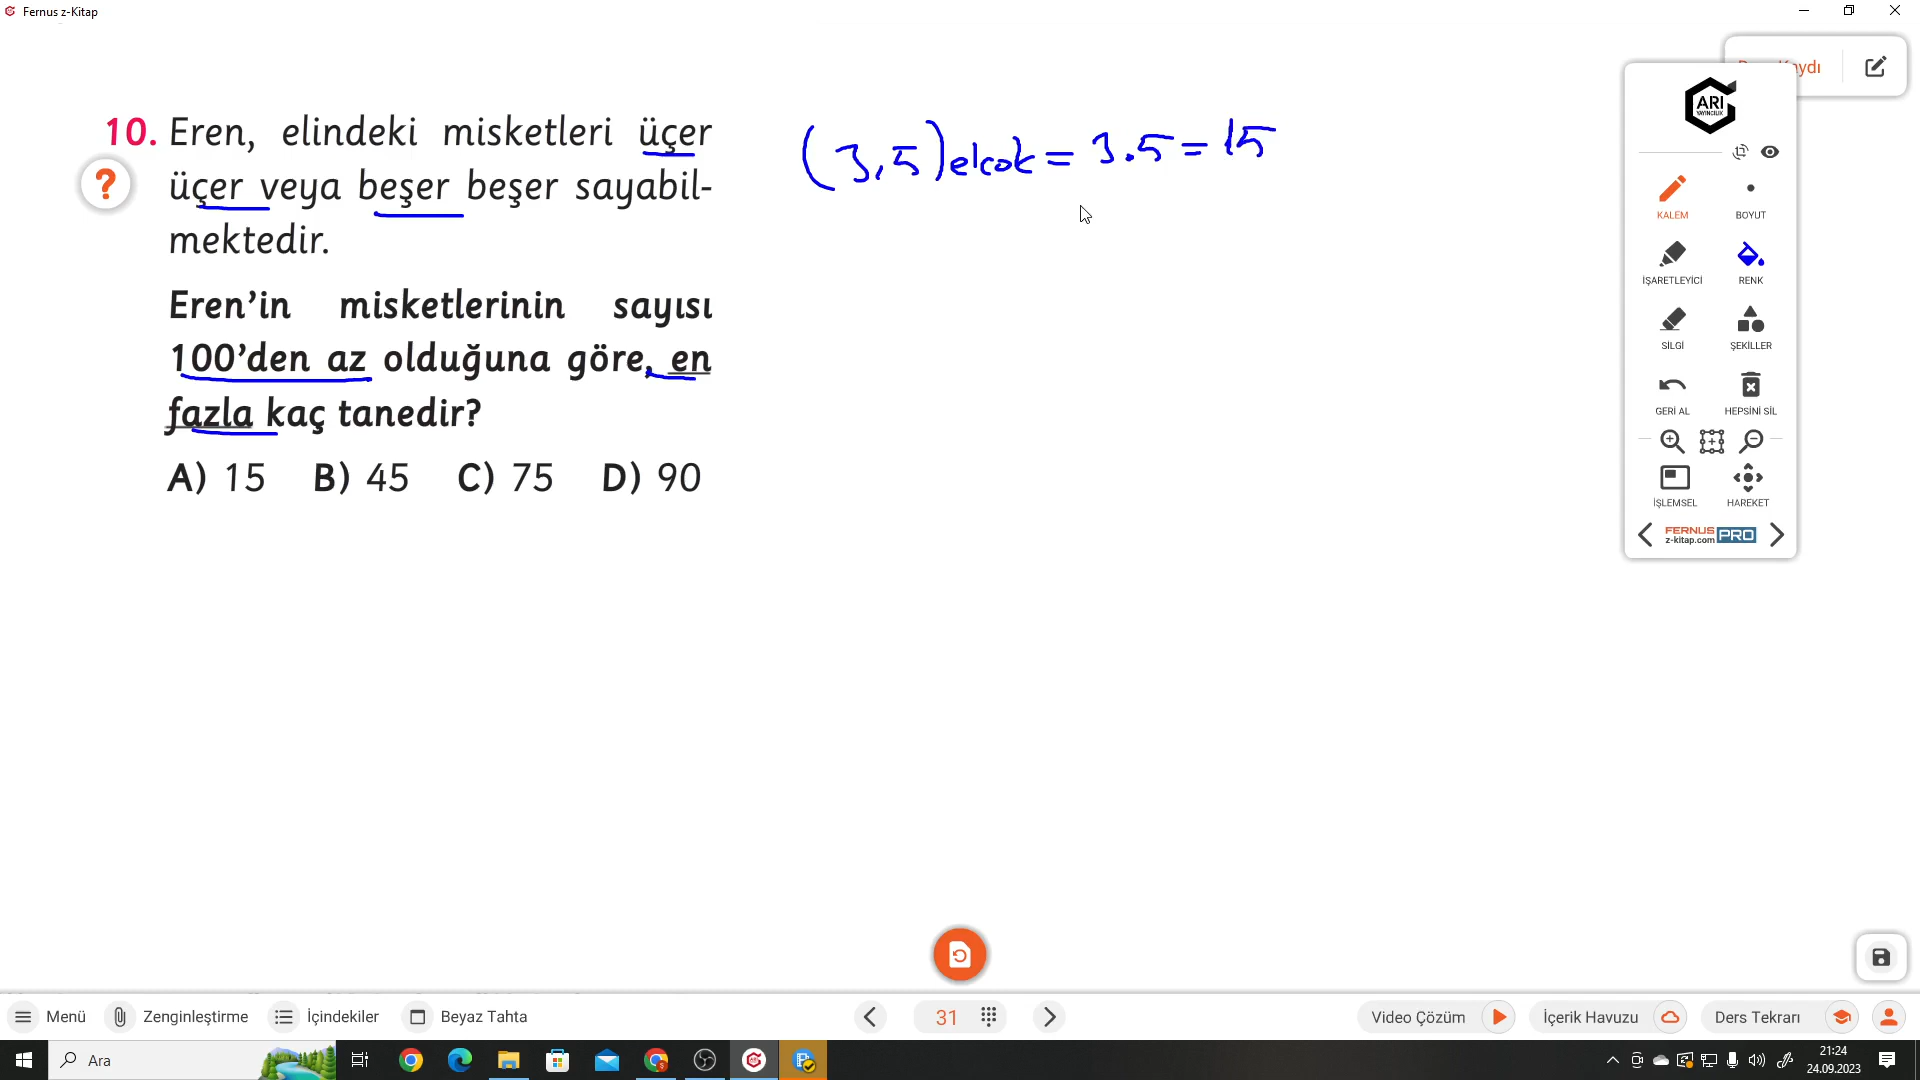 Fernus z-Kitap
10. Eren, elindeki misketleri üçer
üçer veya beşer beşer sayabil-
mektedir.
Eren’in misketlerinin sayısı
100’den az olduğuna göre, en
fazla kaç tanedir?
A) 15 B) 45 C) 75 D) 90
?
(3,5)ekok = 3.5 = 15
ARI
YAYINCILIK
KALEM BOYUT
İŞARETLEYİCİ RENK
SİLGİ ŞEKİLLER
GERİ AL HEPSİNİ SİL
İŞLEMSEL HAREKET
FERNUS
z-kitap.com PRO
Menü Zenginleştirme İçindekiler Beyaz Tahta 31 Video Çözüm İçerik Havuzu Ders Tekrarı
Ara
21:24
24.09.2023